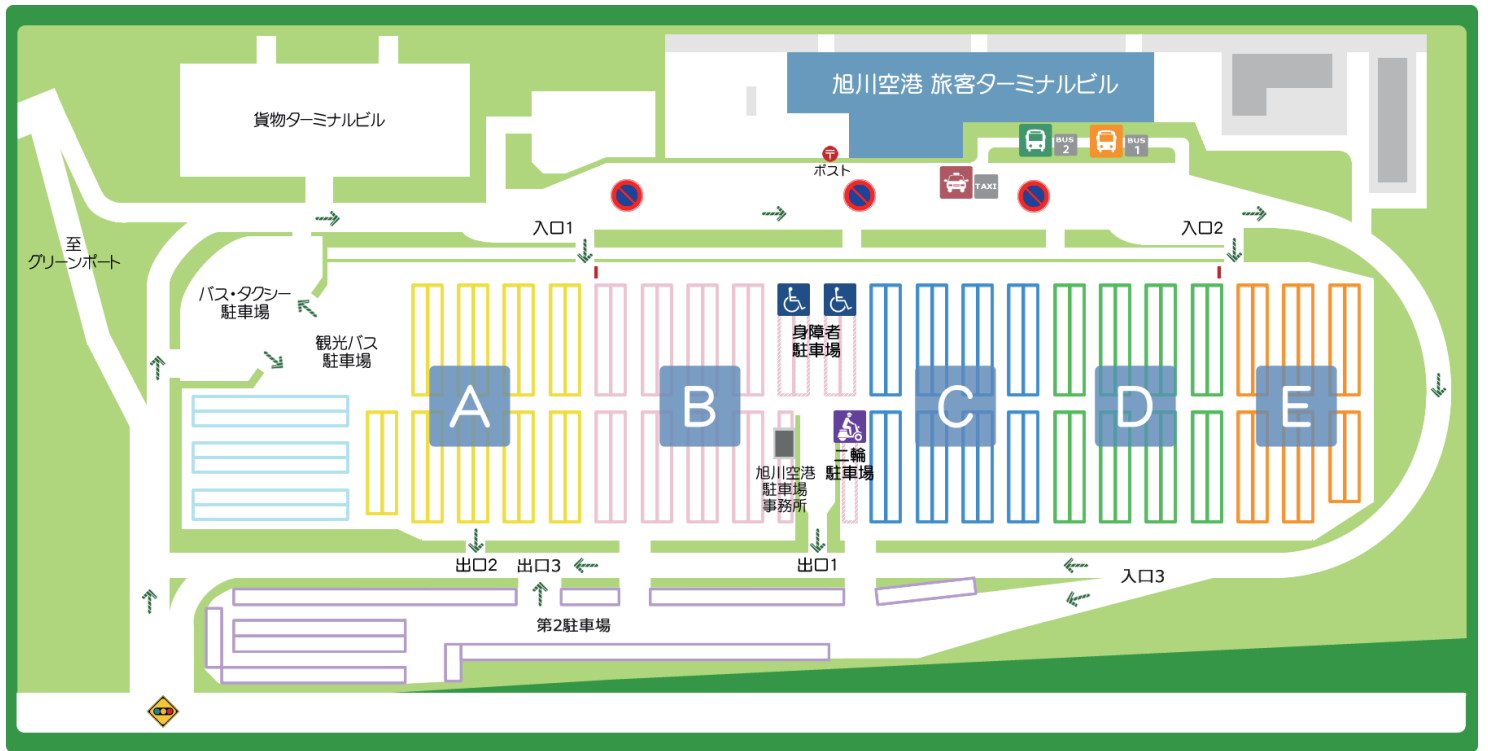 旭川空港 旅客ターミナルビル
貨物ターミナルビル
BUS
2
BUS
1
〒
ポスト
TAXI
入口1
入口2
至
グリーンポート
バス・タクシー
駐車場
観光バス
駐車場
身障者
駐車場
A
B
C
D
E
二輪
駐車場
旭川空港
駐車場
事務所
出口2
出口3
出口1
入口3
第2駐車場